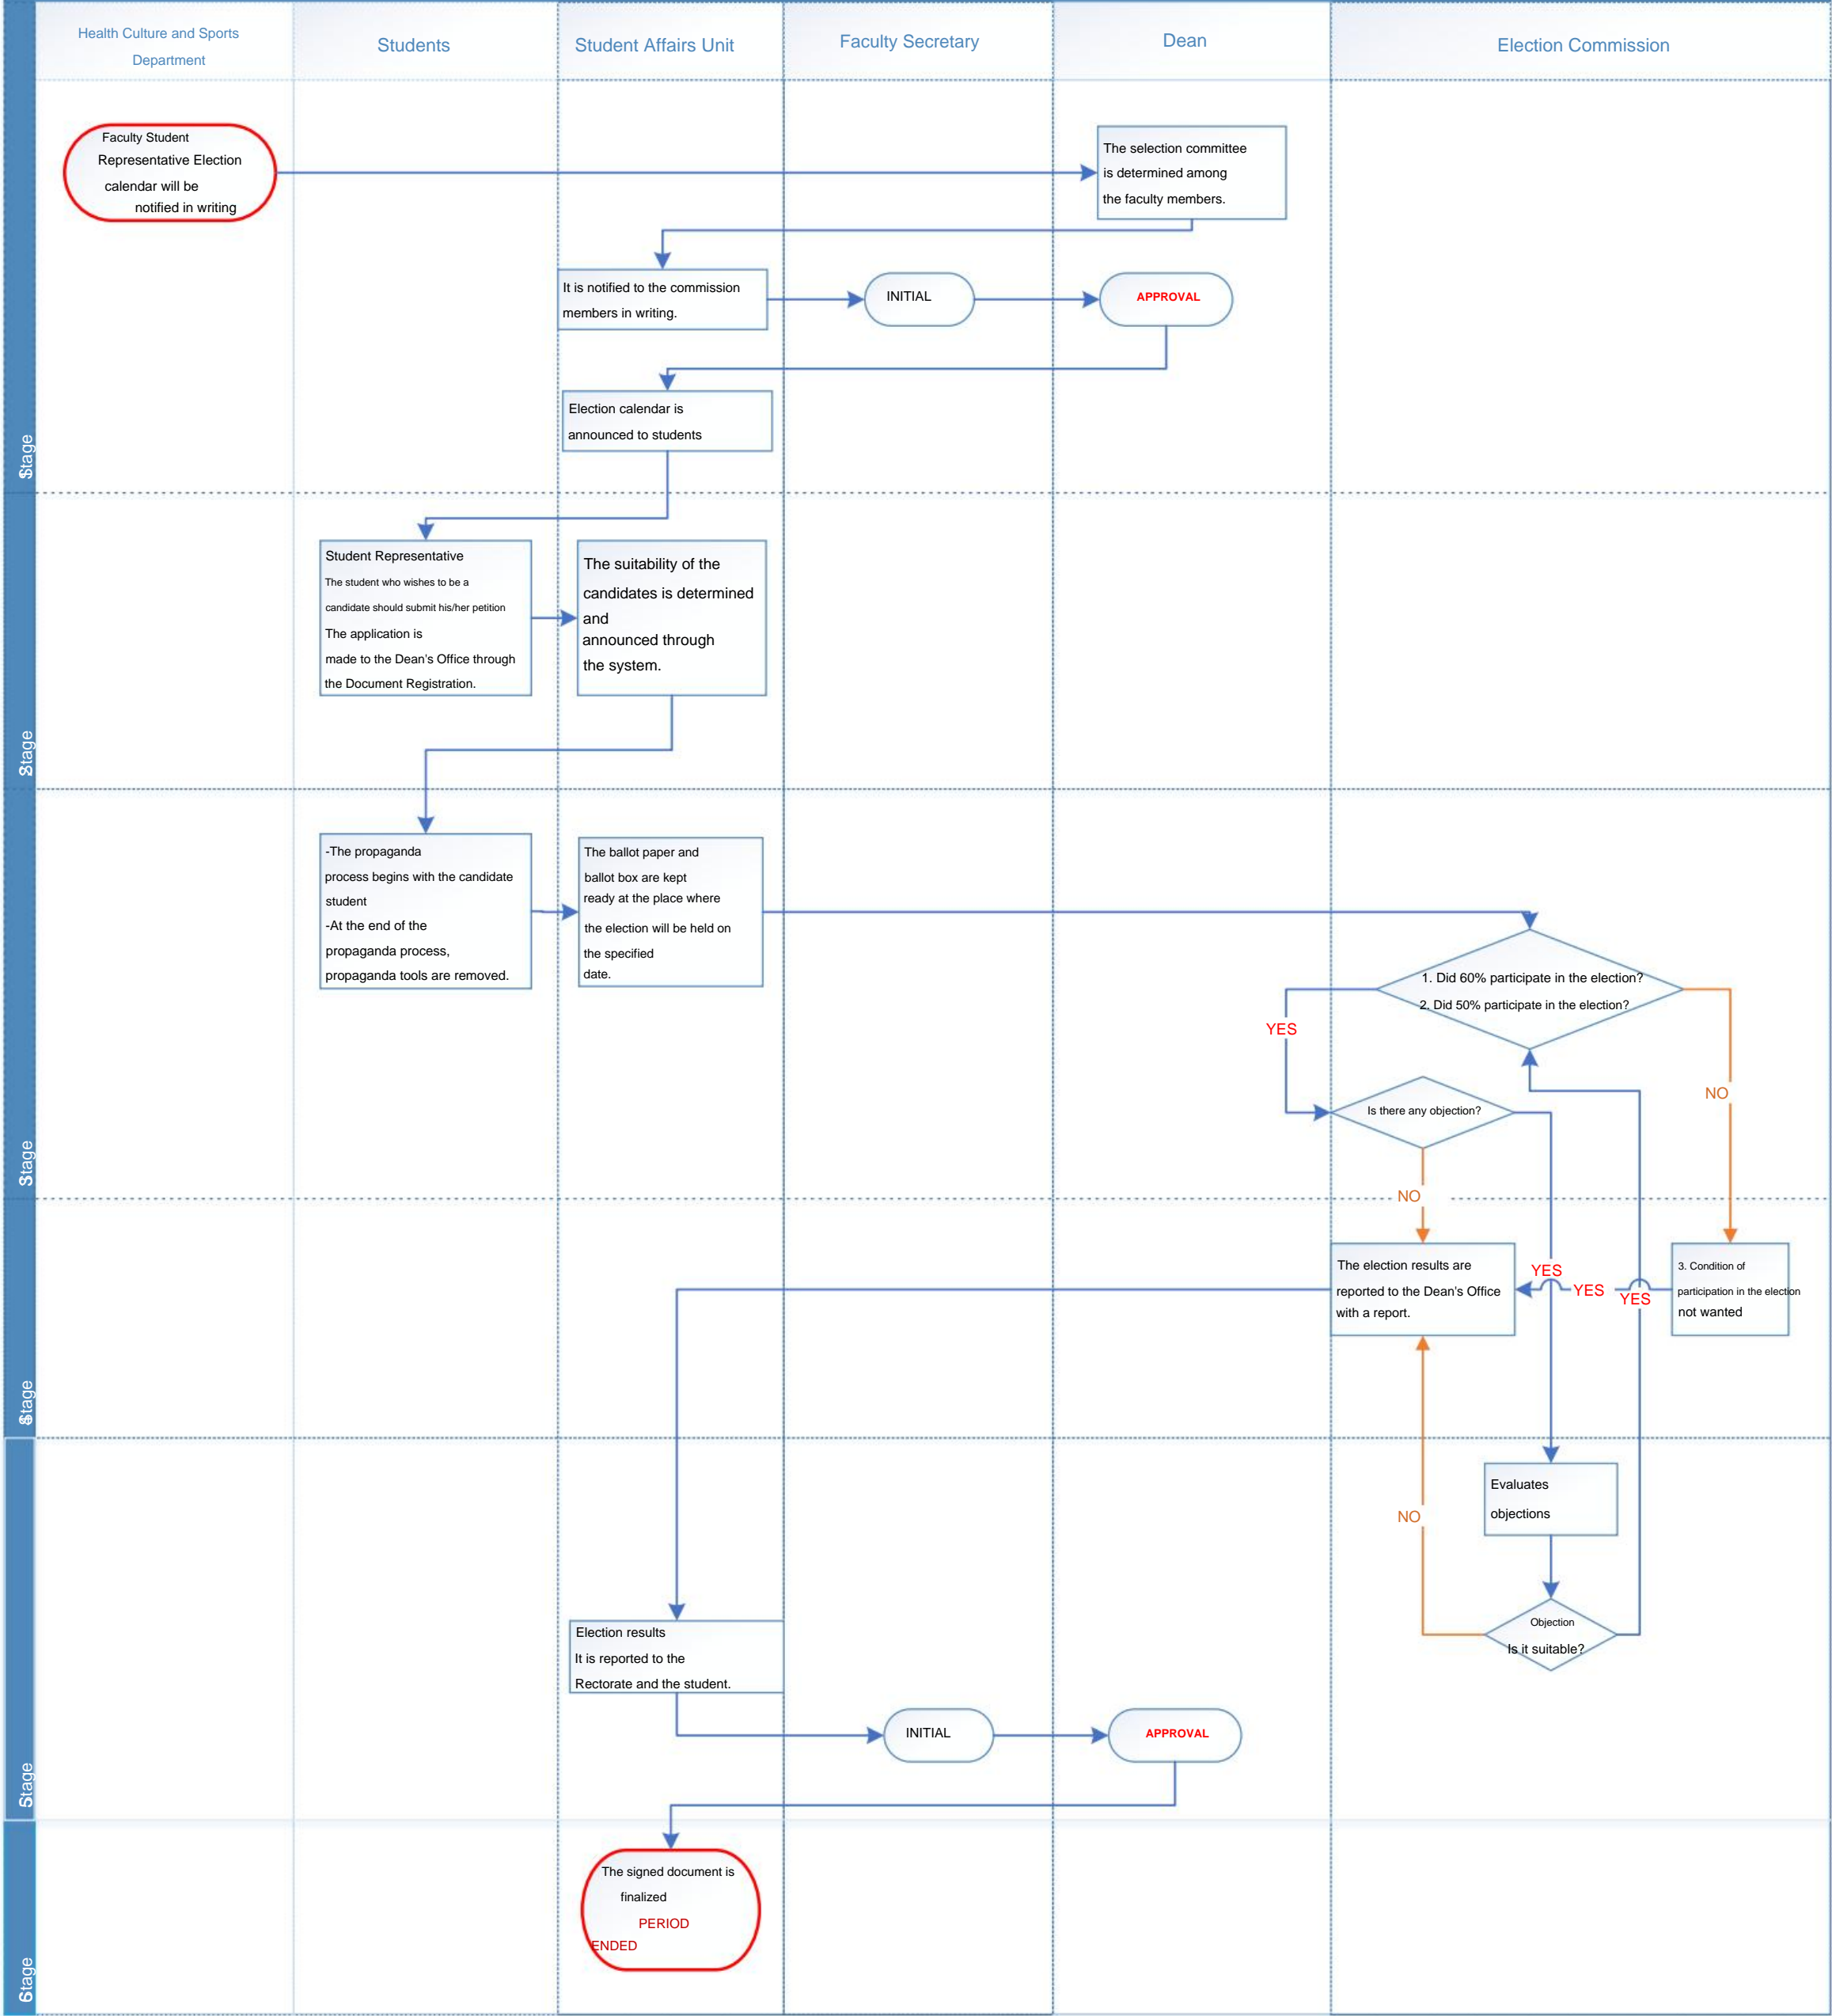 Health Culture and Sports
Department
Students
Student Affairs Unit
Faculty Secretary
Dean
Election Commission
Faculty Student
Representative Election
calendar will be
notified in writing
The selection committee
is determined among
the faculty members.
It is notified to the commission
members in writing.
INITIAL
APPROVAL
Election calendar is
announced to students
Stage
Student Representative
The student who wishes to be a
candidate should submit his/her petition
The application is
made to the Dean's Office through
the Document Registration.
The suitability of the
candidates is determined
and
announced through
the system.
Stage
2
-The propaganda
process begins with the candidate
student
-At the end of the
propaganda process,
propaganda tools are removed.
The ballot paper and
ballot box are kept
ready at the place where
the election will be held on
the specified
date.
1. Did 60% participate in the election?
2. Did 50% participate in the election?
YES
NO
Is there any objection?
NO
Stage
3
The election results are
reported to the Dean's Office
with a report.
YES
YES
YES
3. Condition of
participation in the election
not wanted
Stage
NO
Evaluates
objections
Objection
Is it suitable?
Election results
It is reported to the
Rectorate and the student.
INITIAL
APPROVAL
Stage
5
The signed document is
finalized
PERIOD
ENDED
Stage
6